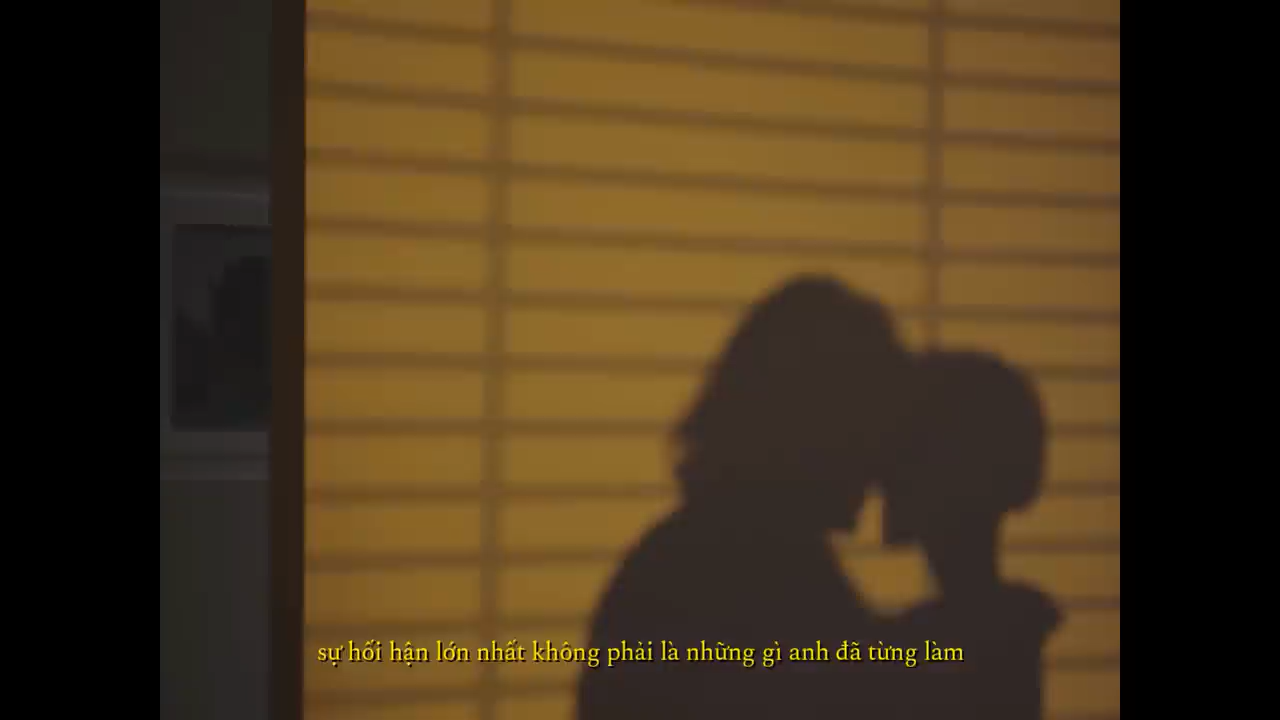 sự hối hận lớn nhất không phải là những gì anh đã từng làm